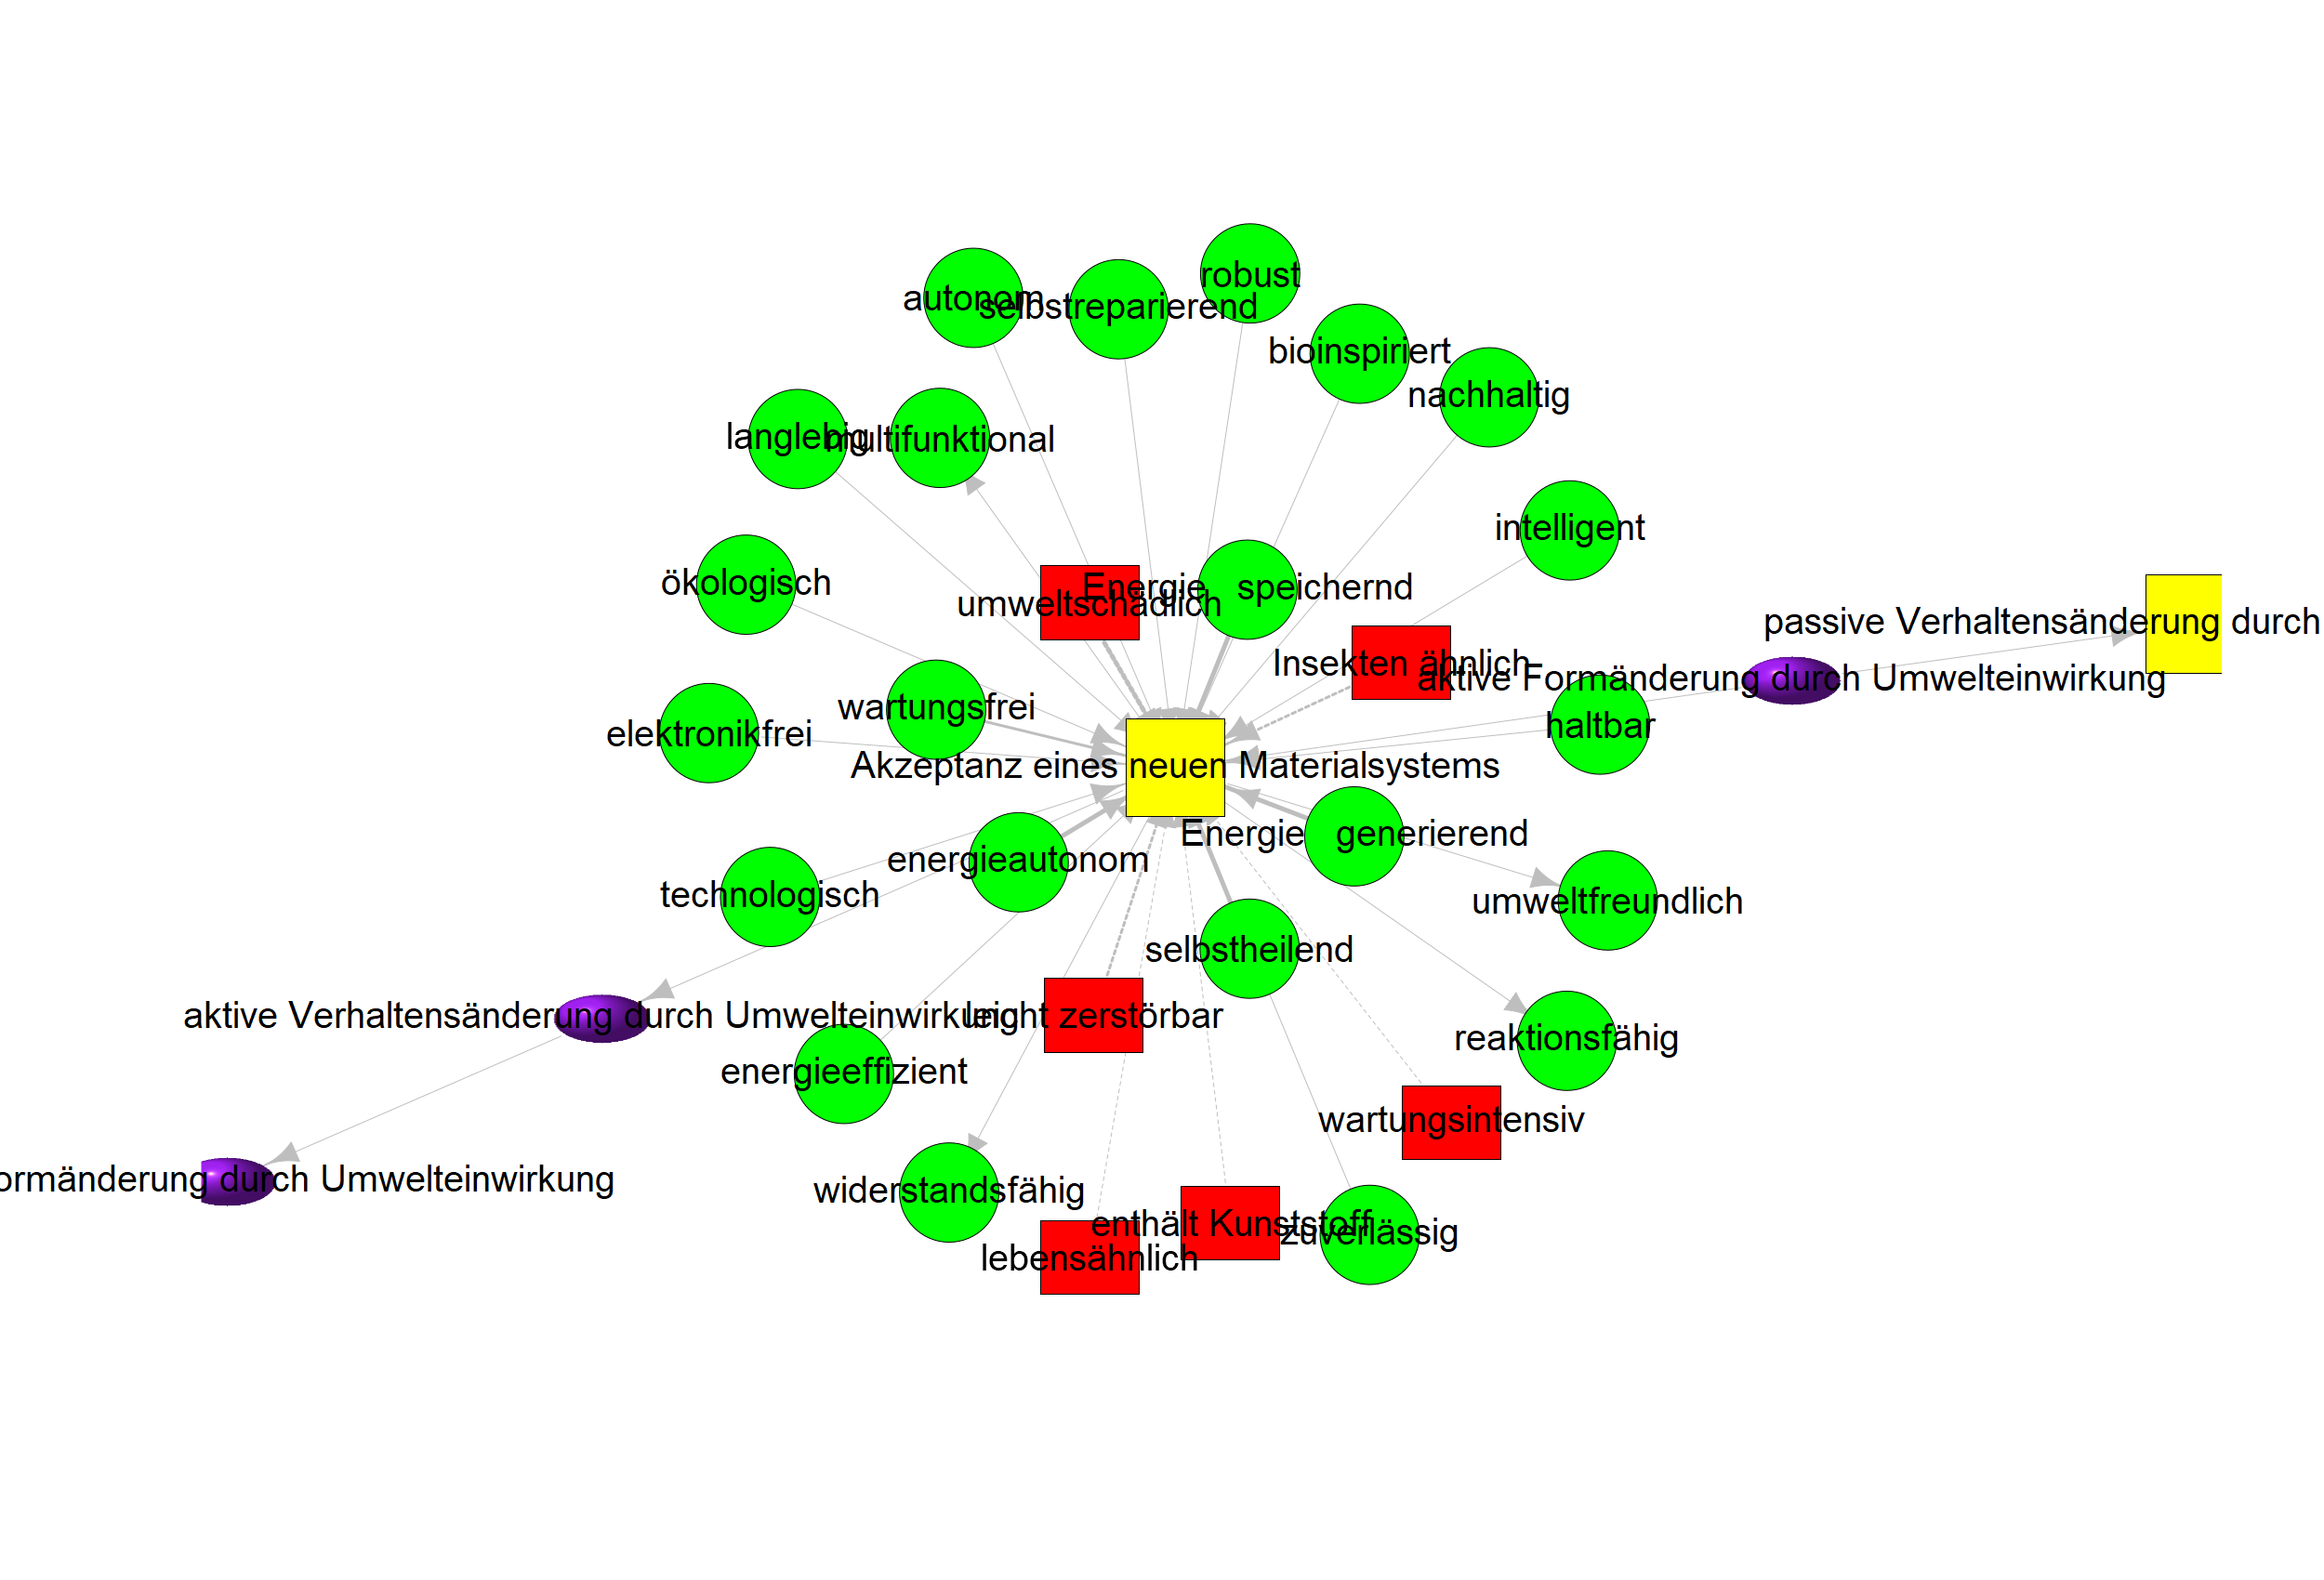 robust
autonom
selbstreparierend
bioinspiriert
nachhaltig
langlebig
multifunktional
intelligent
ökologisch
Energie speichernd
umweltschädlich
passive Verhaltensänderung durch
Insekten ähnlich
aktive Formänderung durch Umwelteinwirkung
wartungsfrei
haltbar
elektronikfrei
Akzeptanz eines neuen Materialsystems
Energie generierend
energieautonom
technologisch
umweltfreundlich
selbstheilend
aktive Verhaltensänderung durch Umwelteinwirkung
leicht zerstörbar
reaktionsfähig
energieeffizient
wartungsintensiv
ormänderung durch Umwelteinwirkung
widerstandsfähig
enthält Kunststoff
zuverlässig
lebensähnlich